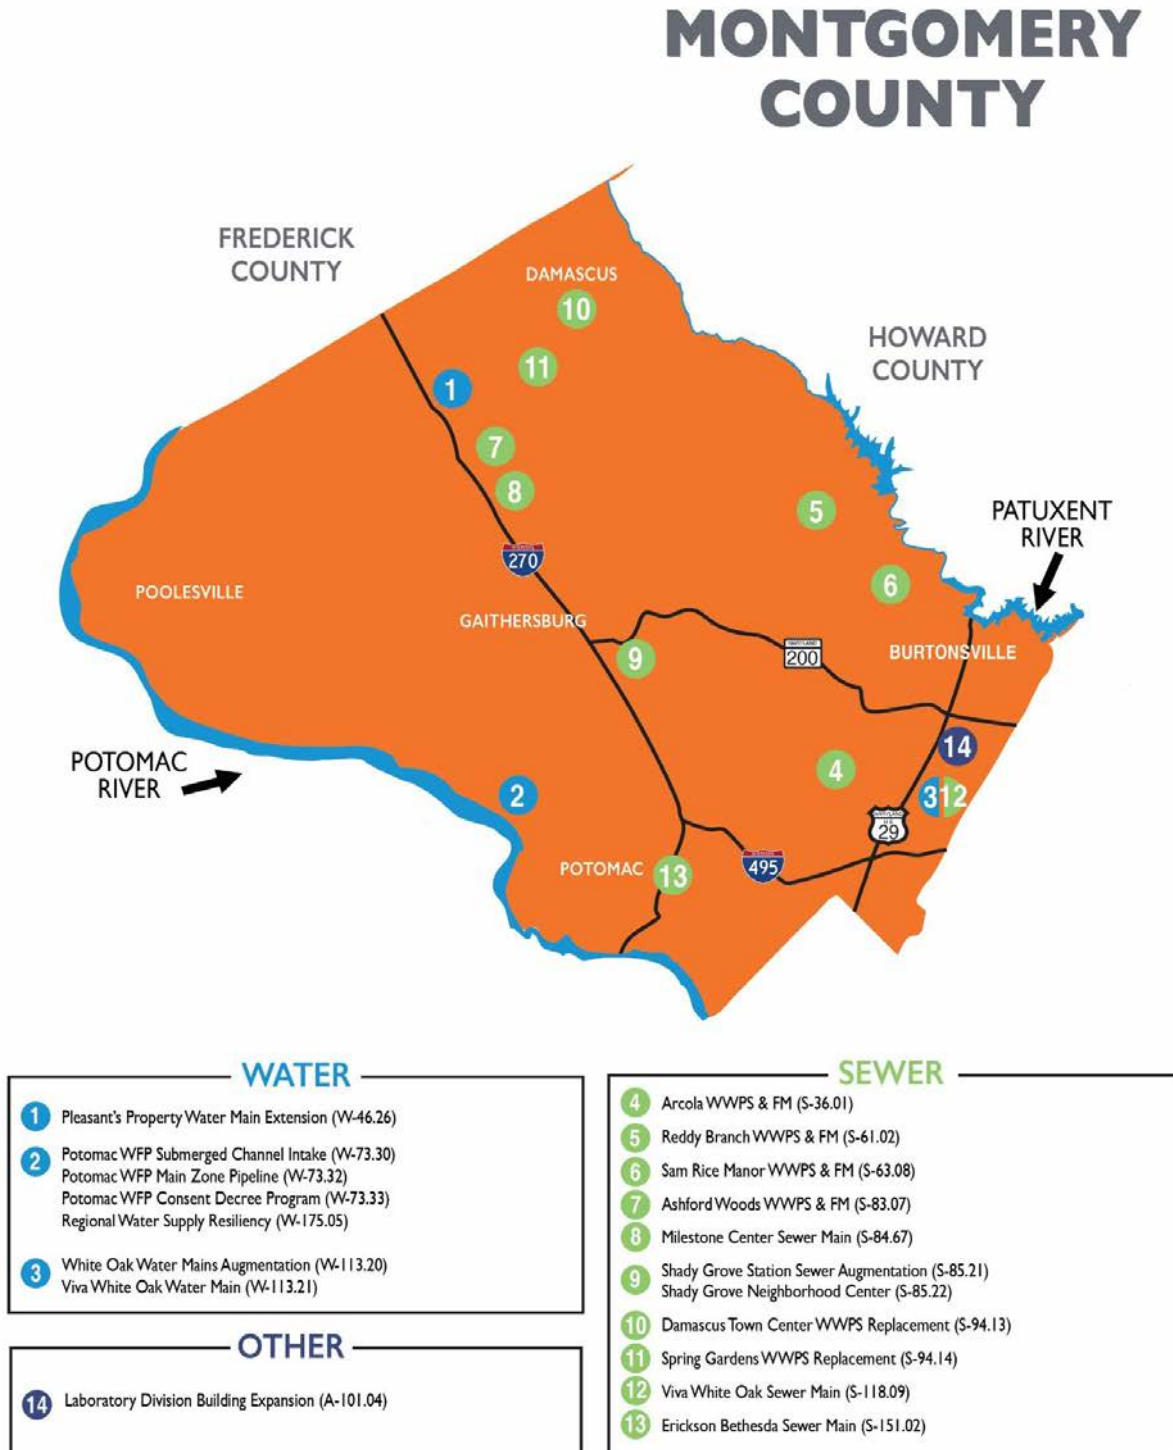 MONTGOMERY
COUNTY
FREDERICK
COUNTY
DAMASCUS
10
HOWARD
COUNTY
11
1
7
8
5
PATUXENT
RIVER
270
6
POOLESVILLE
GAITHERSBURG
9
200
BURTONSVILLE
14
POTOMAC
RIVER
4
2
312
29
POTOMAC
13
495
WATER
1 Pleasant's Property Water Main Extension (W-46.26)
2 Potomac WFP Submerged Channel Intake (W-73.30)
Potomac WFP Main Zone Pipeline (W-73.32)
Potomac WFP Consent Decree Program (W-73.33)
Regional Water Supply Resiliency (W-175.05)
3 White Oak Water Mains Augmentation (W-113.20)
Viva White Oak Water Main (W-113.21)
OTHER
14 Laboratory Division Building Expansion (A-101.04)
SEWER
4 Arcola WWPS & FM (S-36.01)
5 Reddy Branch WWPS & FM (S-61.02)
6 Sam Rice Manor WWPS & FM (S-63.08)
7 Ashford Woods WWPS & FM (S-83.07)
8 Milestone Center Sewer Main (S-84.67)
9 Shady Grove Station Sewer Augmentation (S-85.21)
Shady Grove Neighborhood Center (S-85.22)
10 Damascus Town Center WWPS Replacement (S-94.13)
11 Spring Gardens WWPS Replacement (S-94.14)
12 Viva White Oak Sewer Main (S-118.09)
13 Erickson Bethesda Sewer Main (S-151.02)